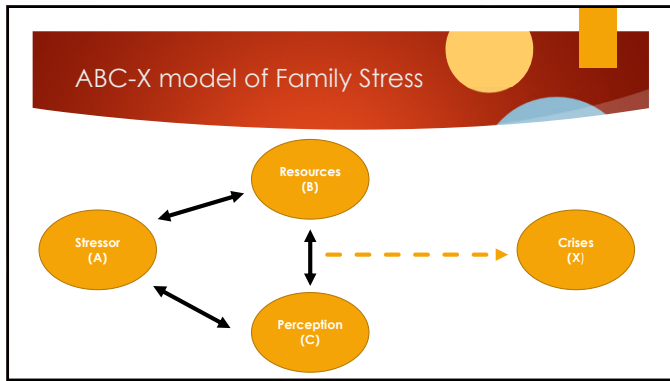 ABC-X model of Family Stress
Resources
(B)
Stressor
(A)
Crises
(X)
Perception
(C)